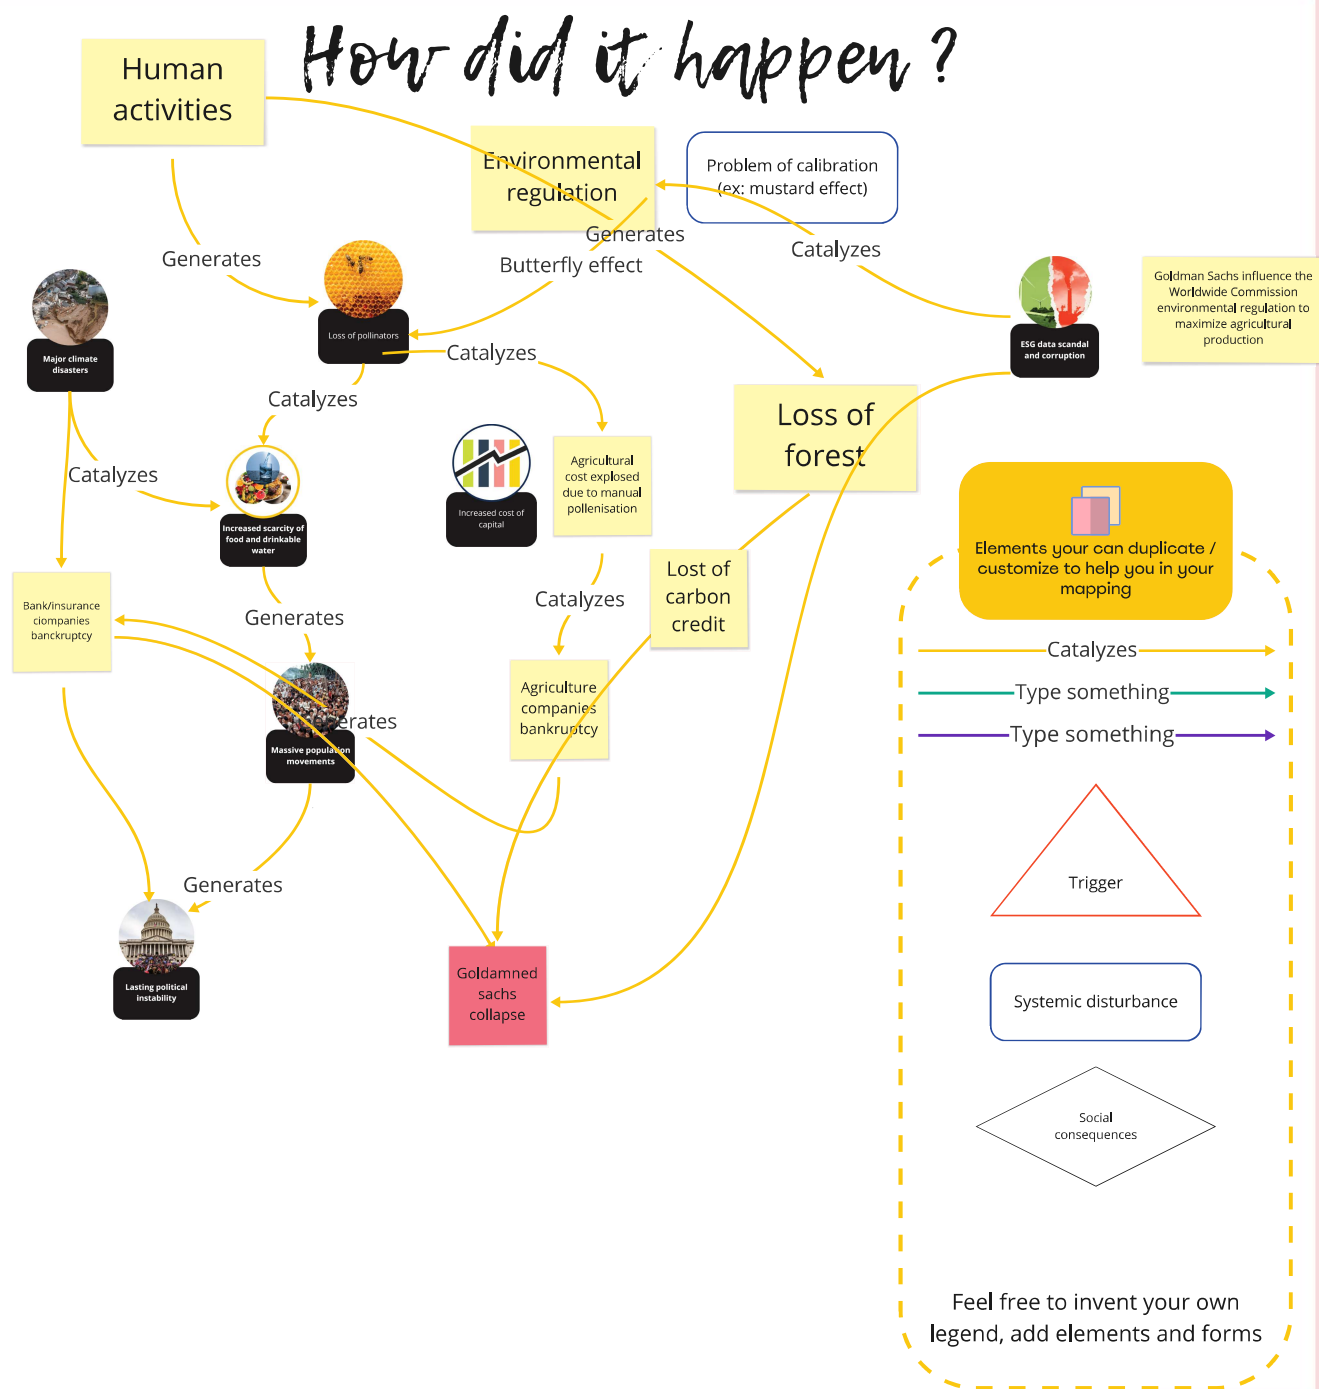 How did it happen ?
Human
activities
Environmental
regulation
Problem of calibration
(ex: mustard effect)
Generates
Generates
Butterfly effect
Catalyzes
Goldman Sachs influence the
Worldwide Commission
environmental regulation to
maximize agricultural
production
Loss of pollinators
ESG data scandal
and corruption
Major climate
disasters
Catalyzes
Catalyzes
Loss of
forest
Catalyzes
Agricultural
cost explosed
due to manual
pollenisation
Increased cost of
capital
Increased scarcity of
food and drinkable
water
Elements your can duplicate /
customize to help you in your
mapping
Lost of
carbon
credit
Catalyzes
Bank/insurance
ciompanies
banckruptcy
Generates
Catalyzes
Type something
Type something
Agriculture
companies
bankruptcy
Generates
Massive population
movements
Generates
Trigger
Lasting political
instability
Goldamned
sachs
collapse
Systemic disturbance
Social
consequences
Feel free to invent your own
legend, add elements and forms